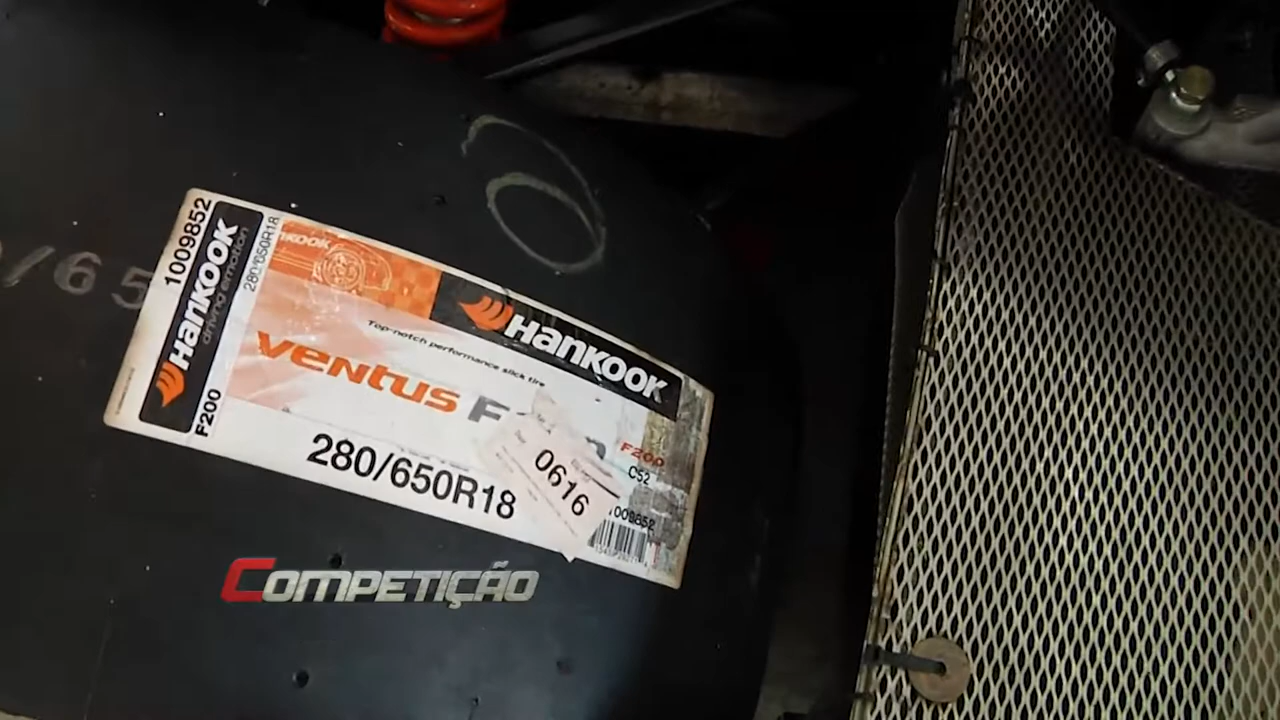 /65
1009852
HANKOOK
driving emotion
F200
280/650R18
HANKOOK
Top-notch performance slick tire
VENTUS F
280/650R18
0616
F200
C52
1009852
COMPETIÇÃO